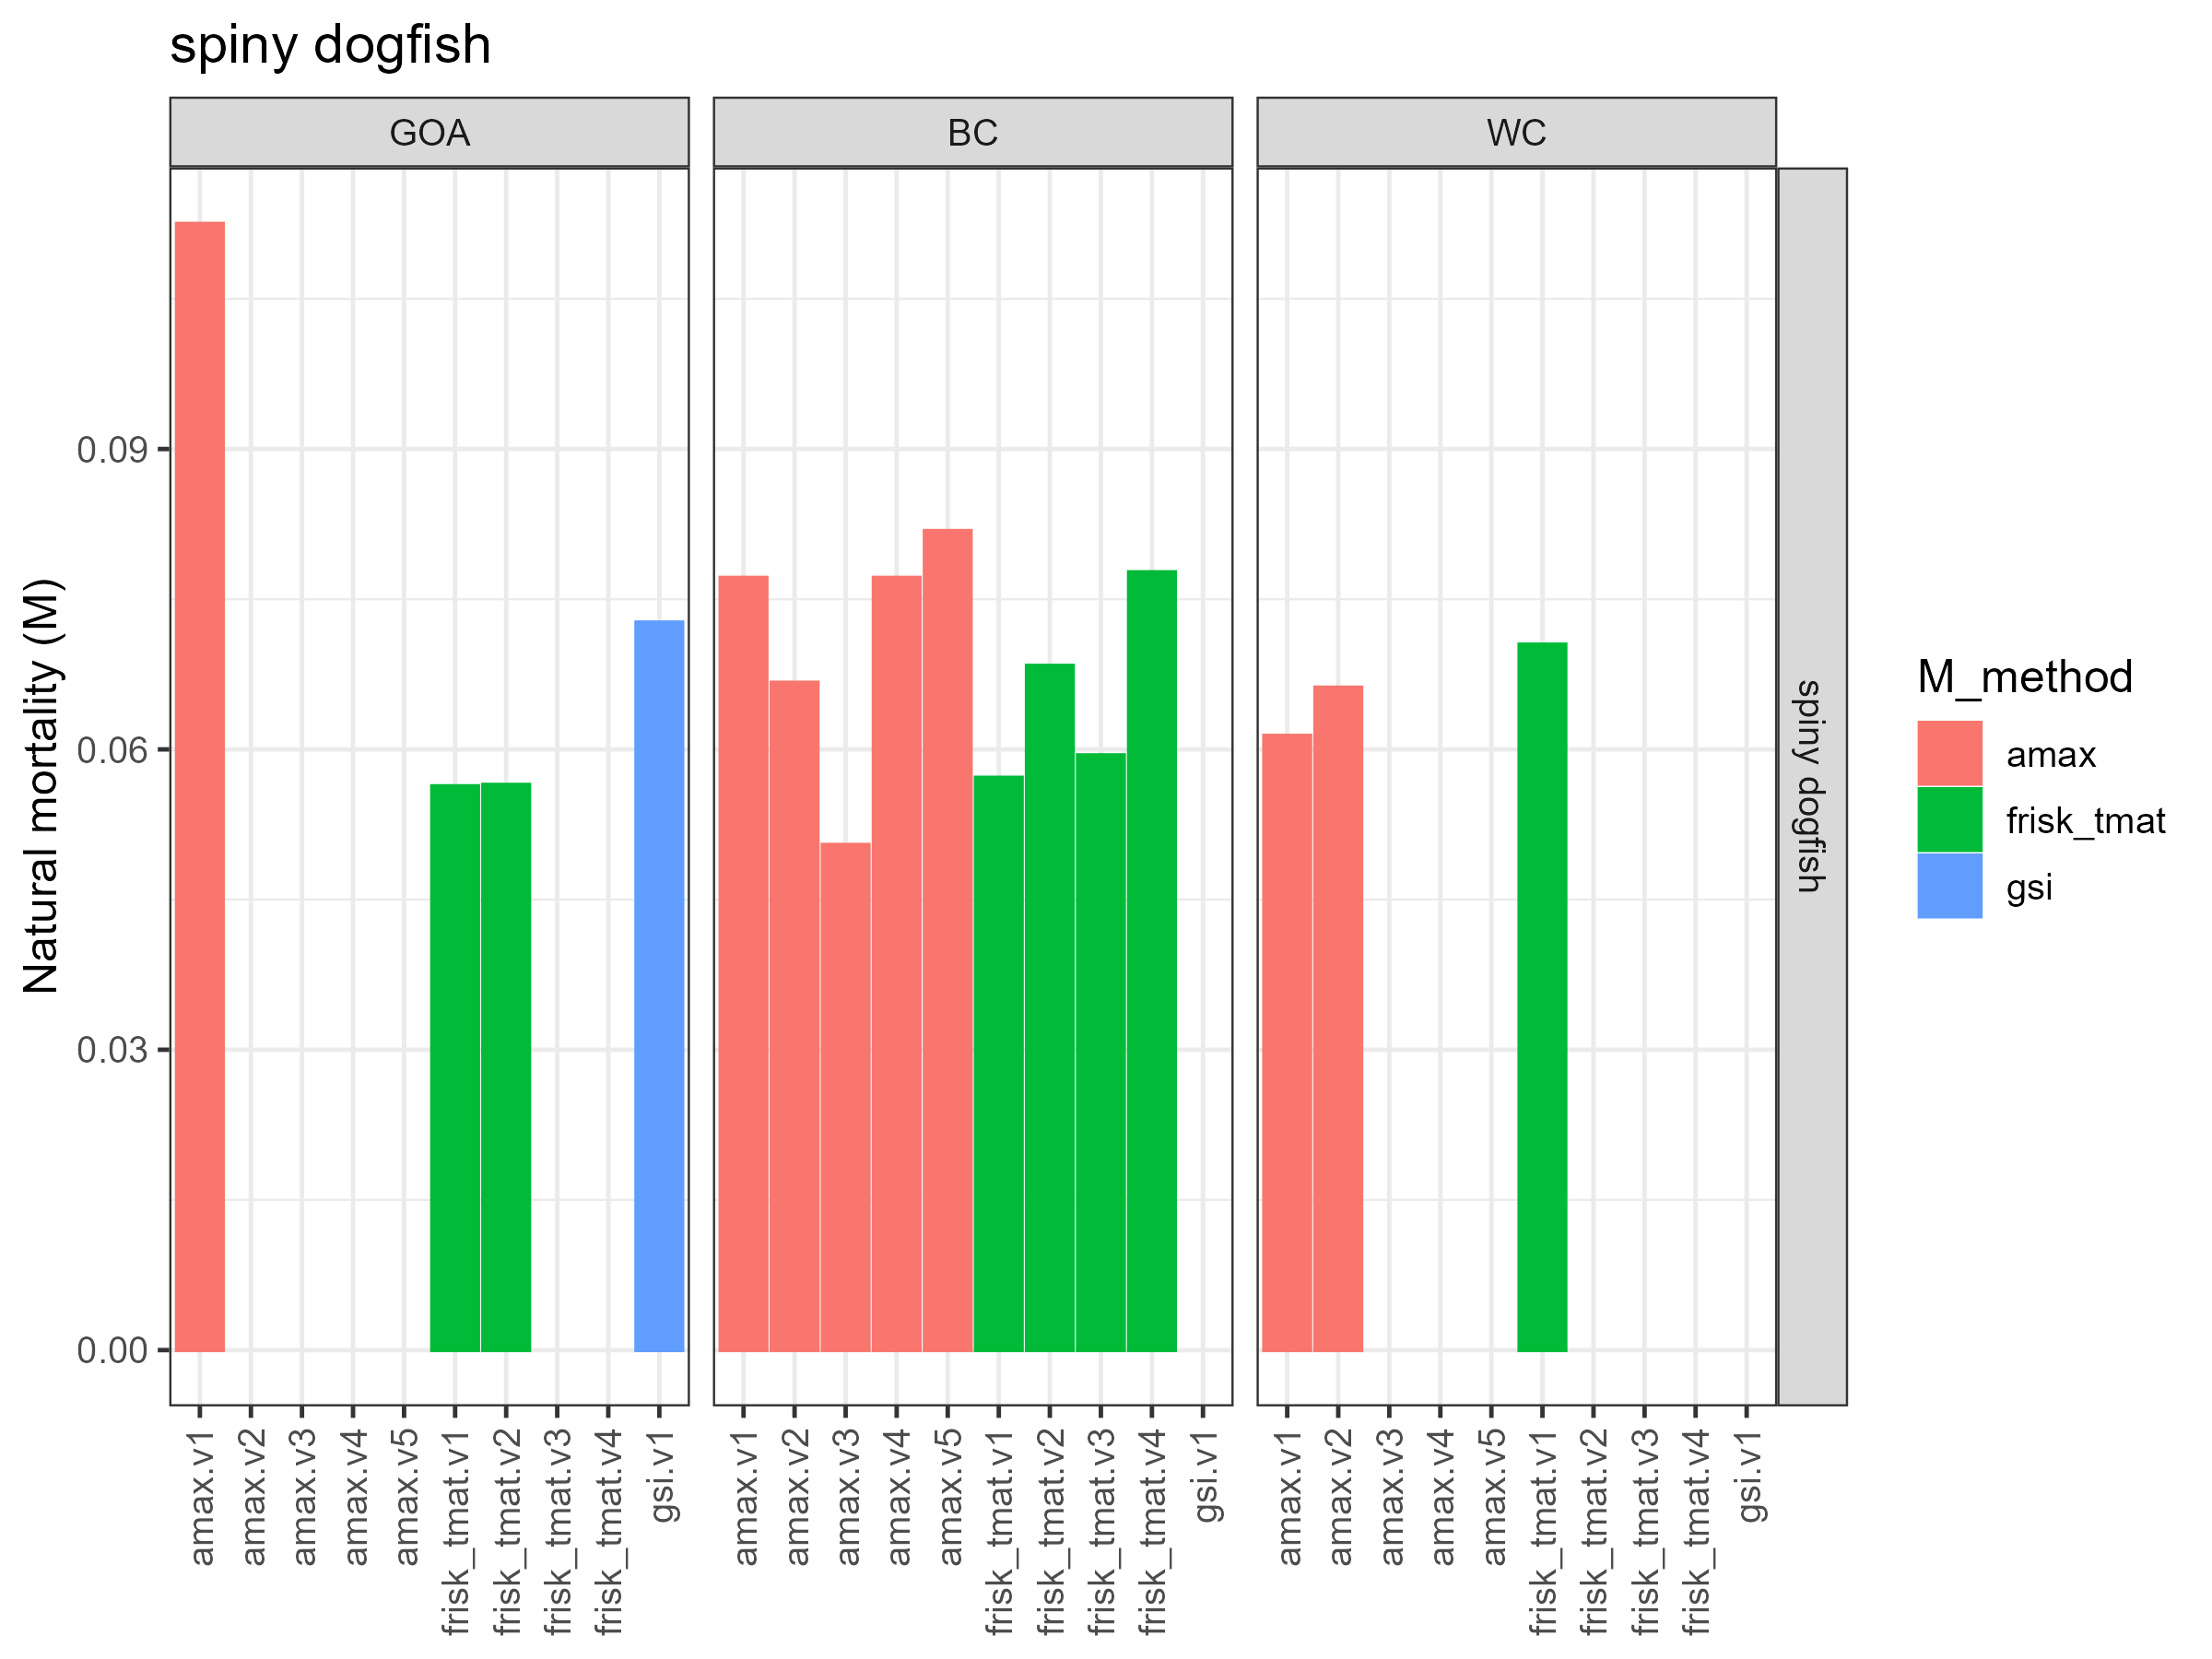 spiny dogfish
GOA
BC
WC
Natural mortality (M)
0.09
0.06
0.03
0.00
spiny dogfish
M_method
amax
frisk_tmat
gsi
amax.v1
amax.v2
amax.v3
amax.v4
amax.v5
frisk_tmat.v1
frisk_tmat.v2
frisk_tmat.v3
frisk_tmat.v4
gsi.v1
amax.v1
amax.v2
amax.v3
amax.v4
amax.v5
frisk_tmat.v1
frisk_tmat.v2
frisk_tmat.v3
frisk_tmat.v4
gsi.v1
amax.v1
amax.v2
amax.v3
amax.v4
amax.v5
frisk_tmat.v1
frisk_tmat.v2
frisk_tmat.v3
frisk_tmat.v4
gsi.v1